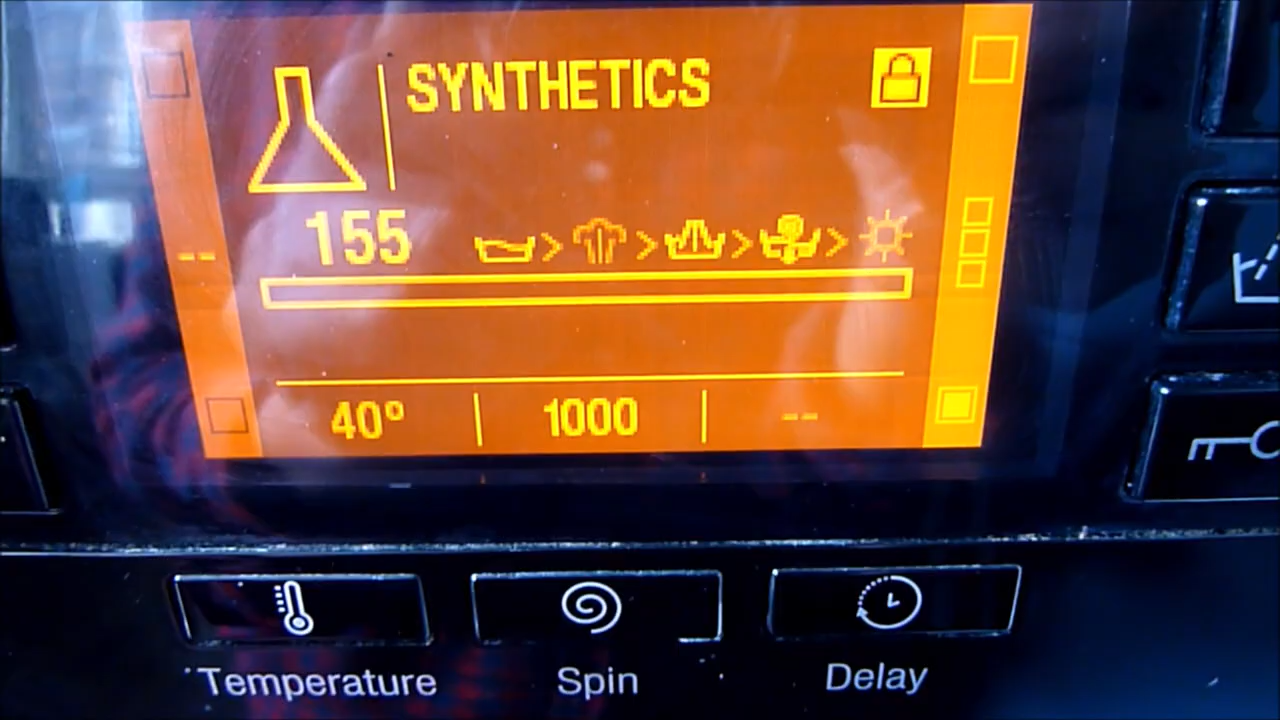 SYNTHETICS
155
--
40° 1000 --
Temperature Spin Delay